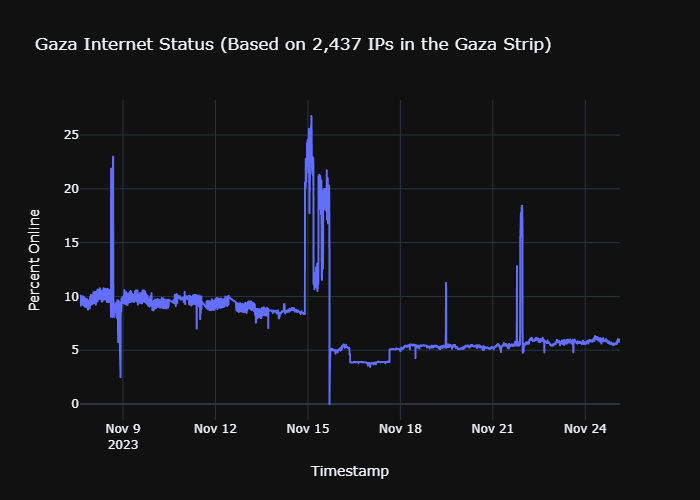 Gaza Internet Status (Based on 2,437 IPs in the Gaza Strip)
25
20
15
10
5
0
Percent Online
Nov 9
2023
Nov 12
Nov 15
Nov 18
Nov 21
Nov 24
Timestamp